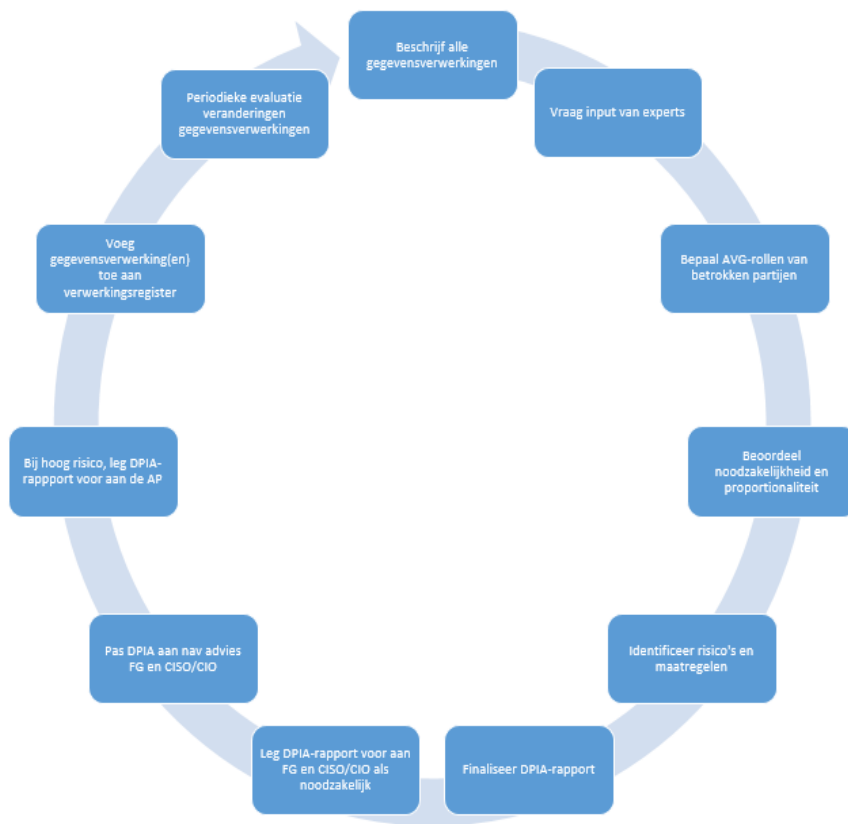 Beschrijf alle
gegevensverwerkingen
Vraag input van experts
Bepaal AVG-rollen van
betrokken partijen
Beoordeel
noodzakelijkheid en
proportionaliteit
Identificeer risico's en
maatregelen
Finaliseer DPIA-rapport
Leg DPIA-rapport voor aan
FG en CISO/CIO als
noodzakelijk
Pas DPIA aan nav advies
FG en CISO/CIO
Bij hoog risico, leg DPIA-
rappport voor aan de AP
Voeg
gegevensverwerking(en)
toe aan
verwerkingsregister
Periodieke evaluatie
veranderingen
gegevensverwerkingen